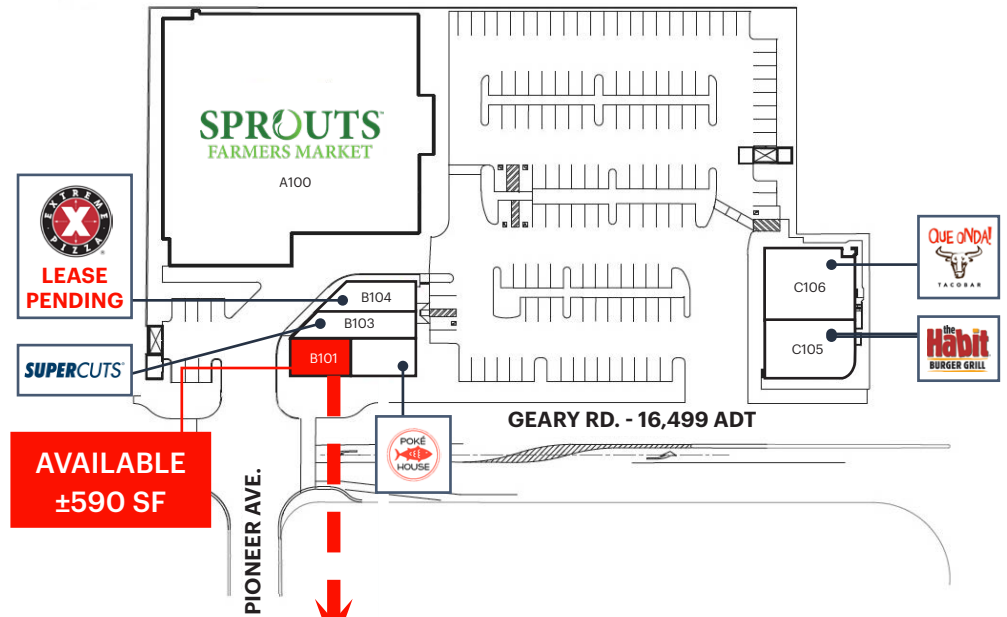 SPROUTS
FARMERS MARKET
A100
EXTREME
X
PIZZA
LEASE
PENDING
B104
B103
B101
SUPERCUTS
AVAILABLE
±590 SF
POKÉ
HOUSE
PIONEER AVE.
GEARY RD. - 16,499 ADT
C106
C105
QUE ONDA!
TACOBAR
the
Habit
BURGER GRILL